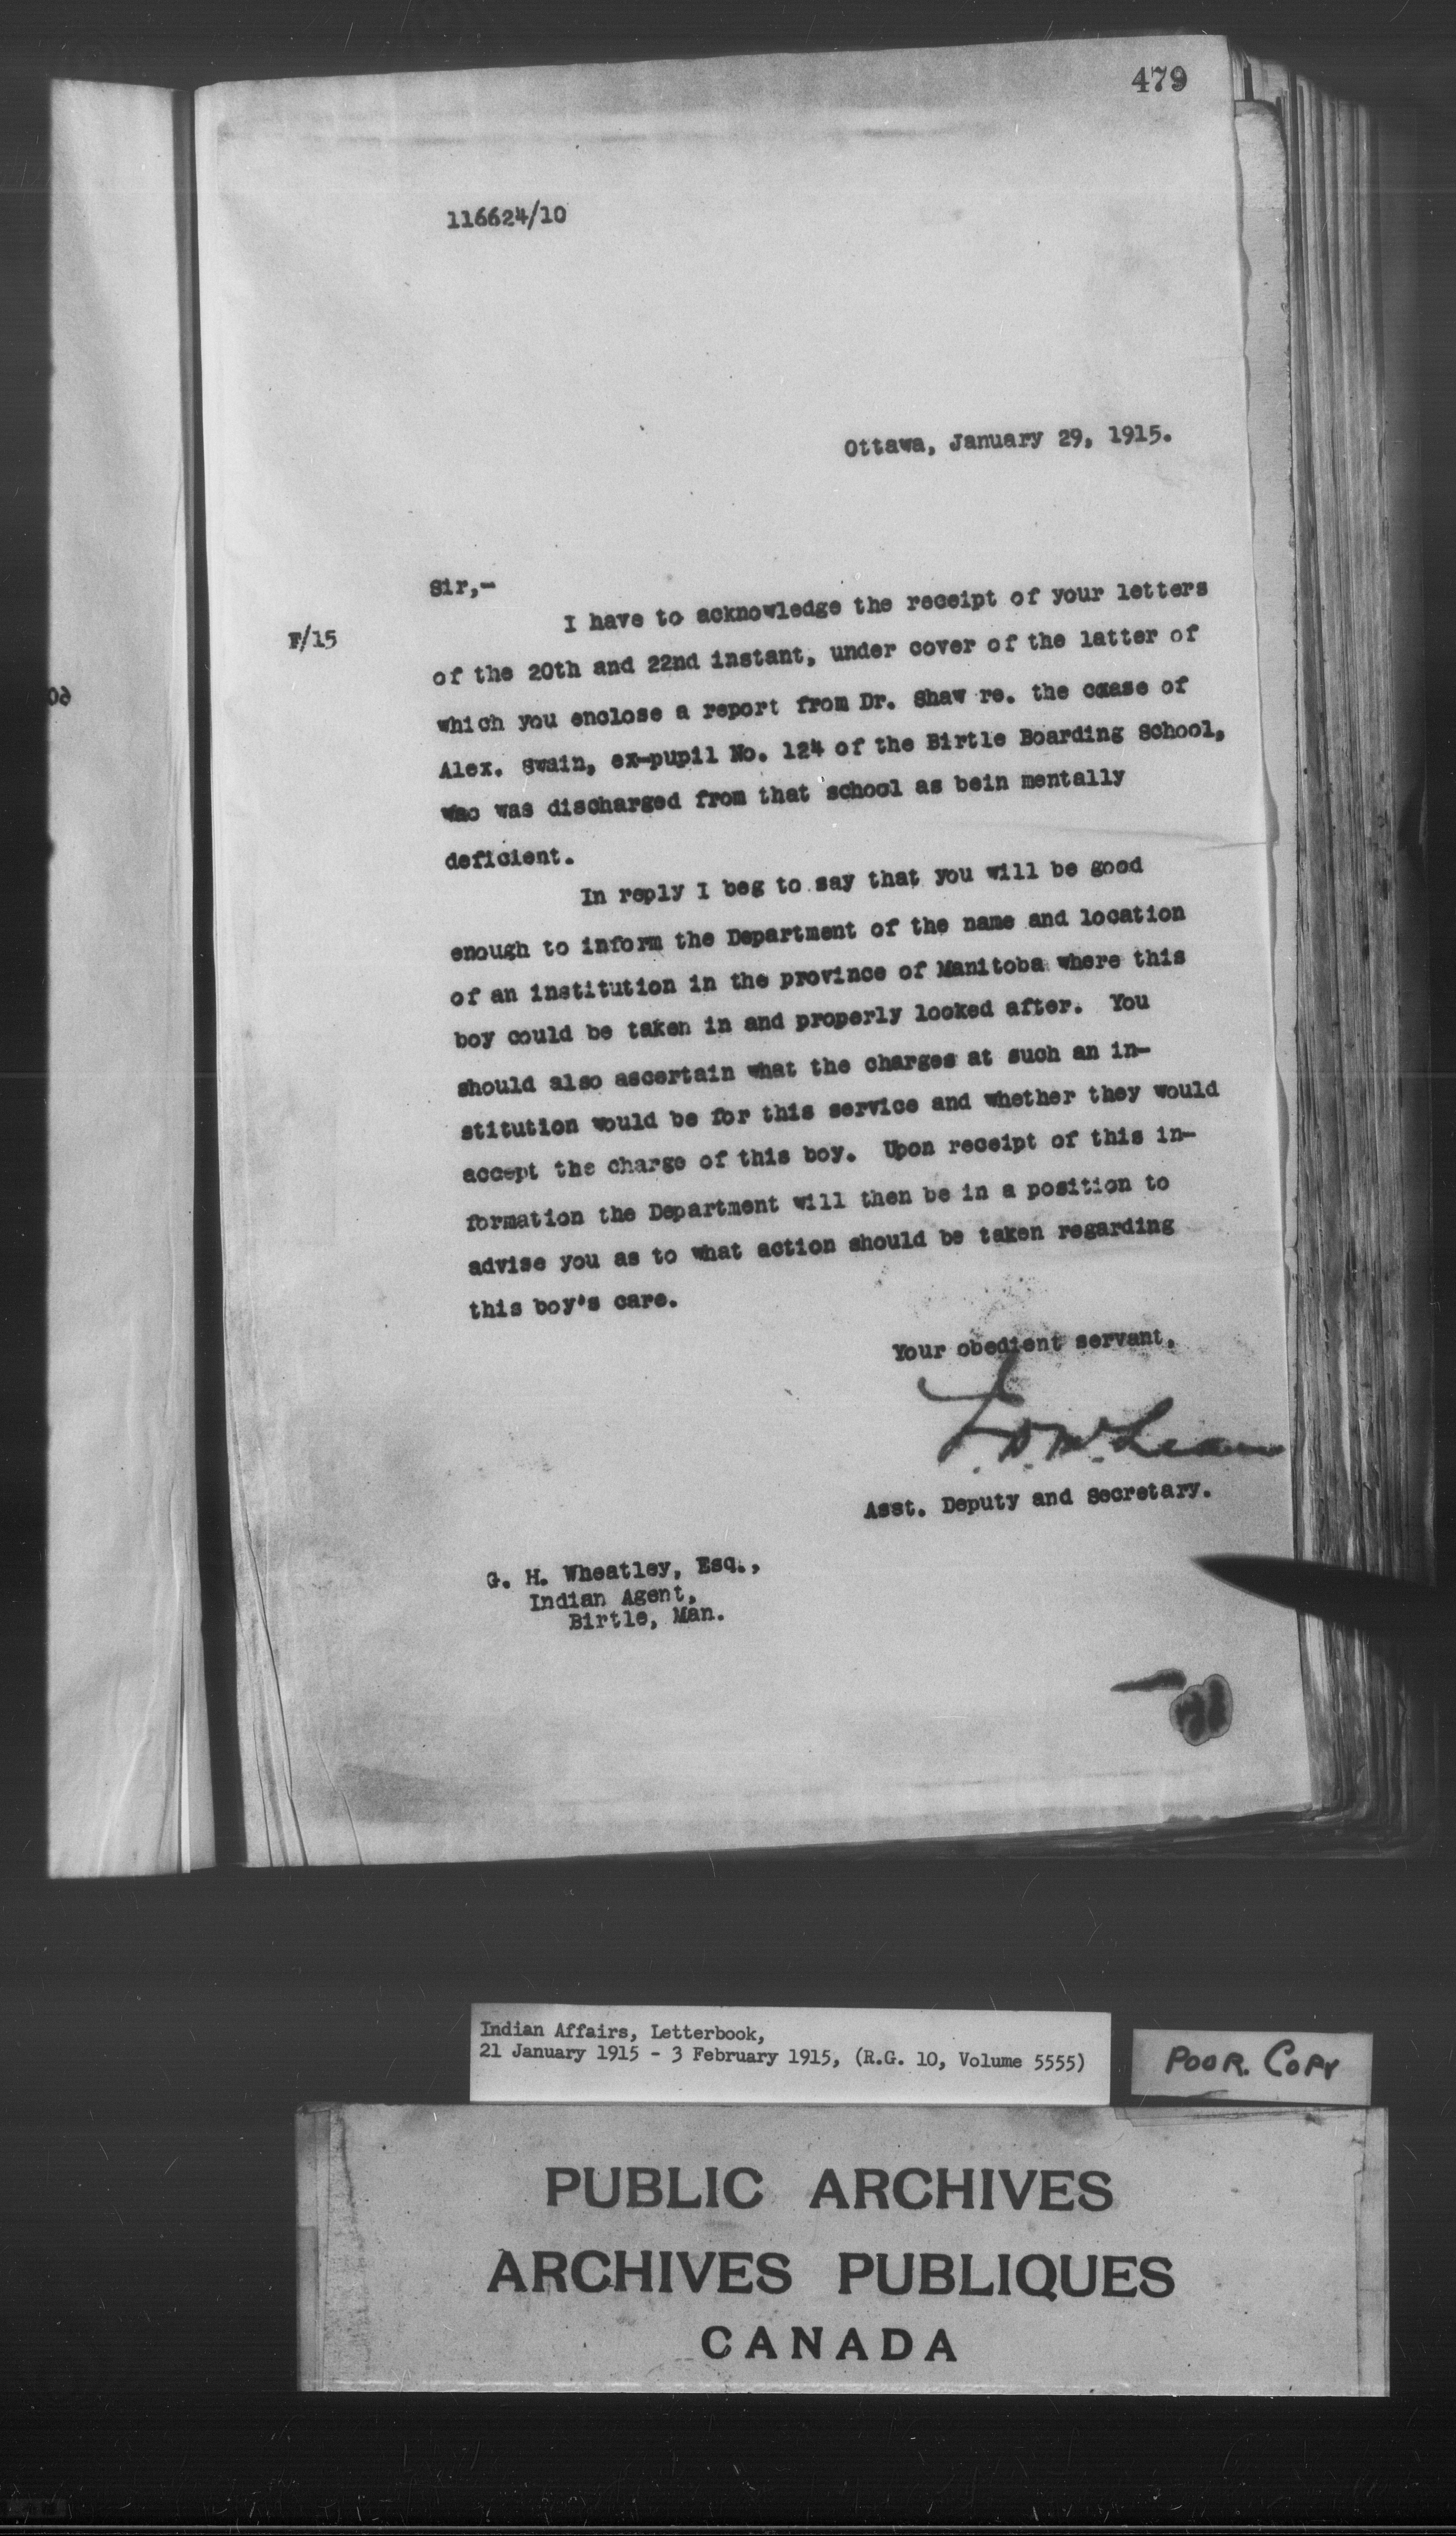 479
116624/10
Ottawa, January 29, 1915.
Sir,-
I have to acknowledge the receipt of your letters
F/15
of the 20th and 22nd instant, under cover of the latter of
which you enclose a report from Dr. Shaw re. the cxase of
Alex. Swain, ex-pupil No. 124 of the Birtle Boarding School,
who was discharged from that school as bein mentally
deficient.
In reply I beg to say that you will be good
enough to inform the Department of the name and location
of an institution in the province of Manitoba where this
boy could be taken in and properly looked after. You
should also ascertain what the charges at such an in-
stitution would be for this service and whether they would
accept the charge of this boy. Upon receipt of this in-
formation the Department will then be in a position to
advise you as to what action should be taken regarding
this boy's care.
Your obedient servant,
J. D. McLean
Asst. Deputy and Secretary.
G. H. Wheatley, Esq.,
Indian Agent,
Birtle, Man.
Indian Affairs, Letterbook,
21 January 1915 - 3 February 1915, (R.G. 10, Volume 5555)
POOR. COPY
PUBLIC ARCHIVES
ARCHIVES PUBLIQUES
CANADA